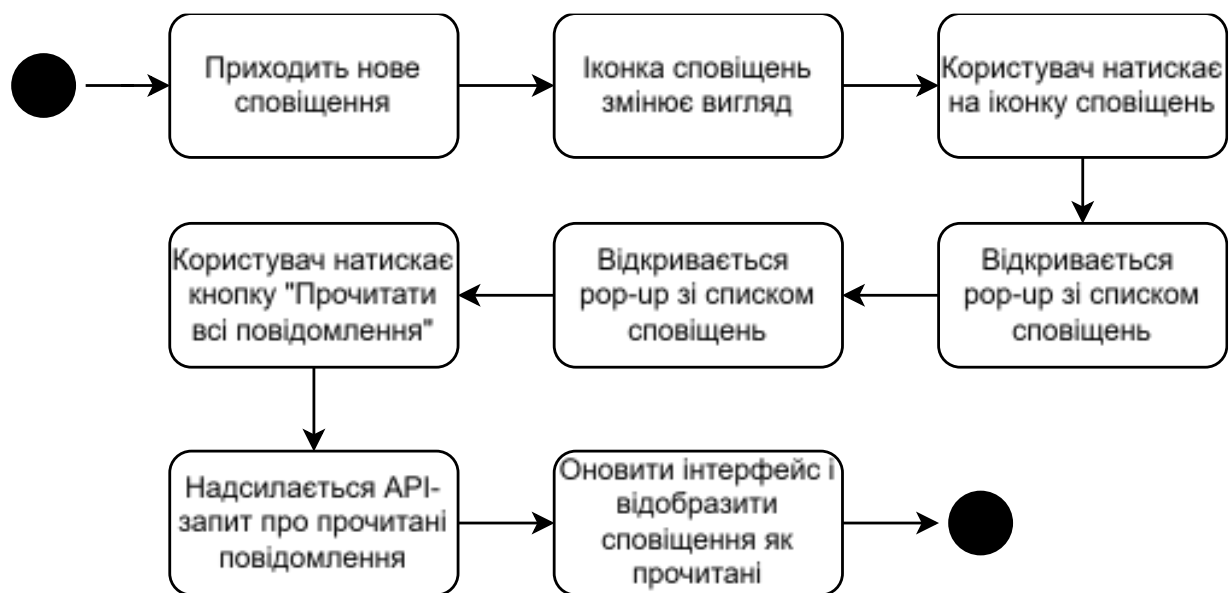 Приходить нове
сповіщення
Іконка сповіщень
змінює вигляд
Користувач натискає
на іконку сповіщень
Відкривається
pop-up зі списком
сповіщень
Відкривається
pop-up зі списком
сповіщень
Користувач натискає
кнопку "Прочитати
всі повідомлення"
Надсилається API-
запит про прочитані
повідомлення
Оновити інтерфейс і
відобразити
сповіщення як
прочитані